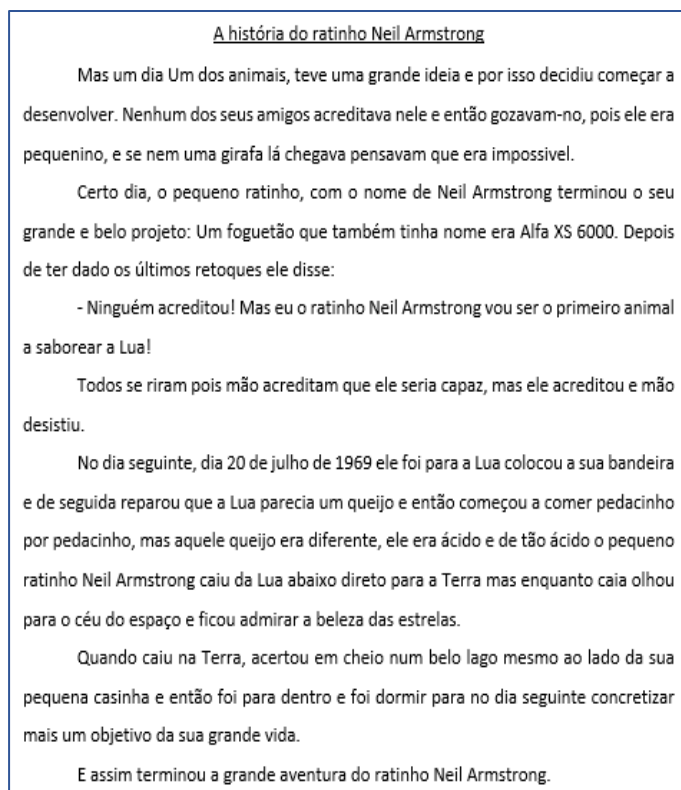 A história do ratinho Neil Armstrong
Mas um dia Um dos animais, teve uma grande ideia e por isso decidiu começar a
desenvolver. Nenhum dos seus amigos acreditava nele e então gozavam-no, pois ele era
pequenino, e se nem uma girafa lá chegava pensavam que era impossivel.
Certo dia, o pequeno ratinho, com o nome de Neil Armstrong terminou o seu
grande e belo projeto: Um foguetão que também tinha nome era Alfa XS 6000. Depois
de ter dado os últimos retoques ele disse:
- Ninguém acreditou! Mas eu o ratinho Neil Armstrong vou ser o primeiro animal
a saborear a Lua!
Todos se riram pois mão acreditam que ele seria capaz, mas ele acreditou e mão
desistiu.
No dia seguinte, dia 20 de julho de 1969 ele foi para a Lua colocou a sua bandeira
e de seguida reparou que a Lua parecia um queijo e então começou a comer pedacinho
por pedacinho, mas aquele queijo era diferente, ele era ácido e de tão ácido o pequeno
ratinho Neil Armstrong caiu da Lua abaixo direto para a Terra mas enquanto caia olhou
para o céu do espaço e ficou admirar a beleza das estrelas.
Quando caiu na Terra, acertou em cheio num belo lago mesmo ao lado da sua
pequena casinha e então foi para dentro e foi dormir para no dia seguinte concretizar
mais um objetivo da sua grande vida.
E assim terminou a grande aventura do ratinho Neil Armstrong.